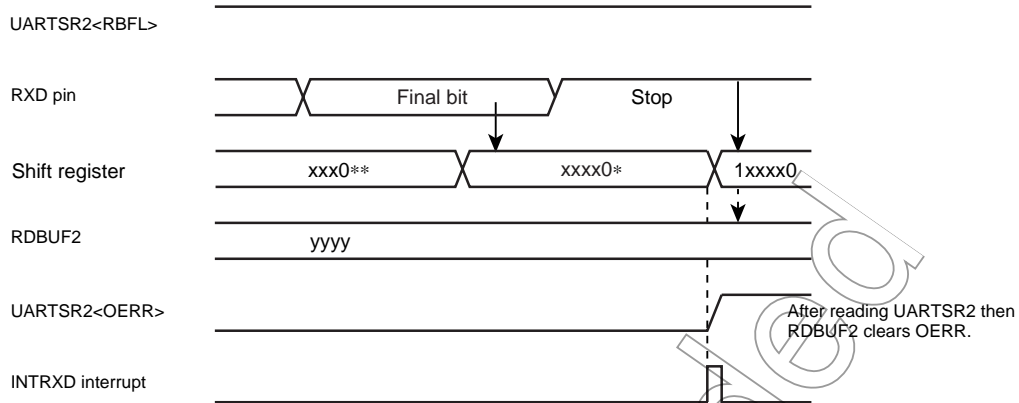 UARTSR2<RBFL>
RXD pin
Final bit
Stop
Shift register
xxx0**
xxxx0*
1xxxx0
RDBUF2
yyyy
UARTSR2<OERR>
After reading UARTSR2 then
RDBUF2 clears OERR.
INTRXD interrupt